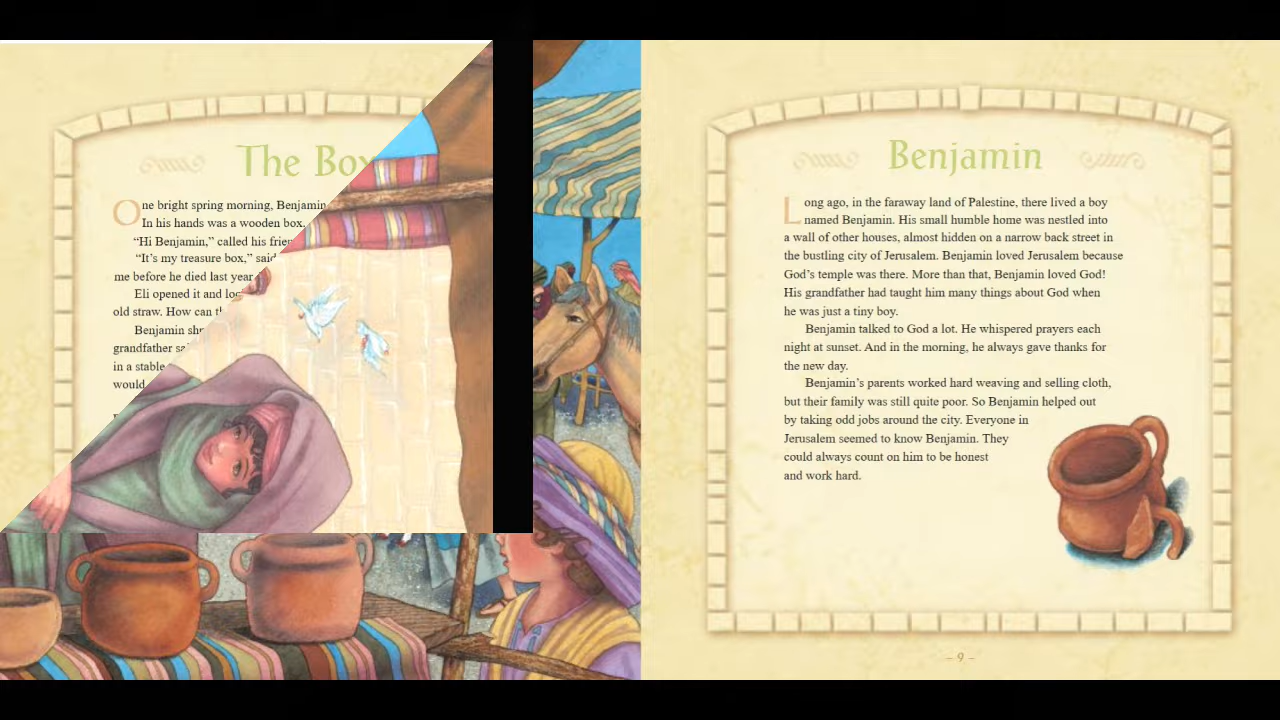 The Box
One bright spring morning, Benjamin
In his hands was a wooden box.
“Hi Benjamin,” called his
“It’s my treasure box,” said
me before he died last year
Eli opened it and
old straw. How can
Benjamin
grandfather
in a stable
would
Benjamin
Long ago, in the faraway land of Palestine, there lived a boy
named Benjamin. His small humble home was nestled into
a wall of other houses, almost hidden on a narrow back street in
the bustling city of Jerusalem. Benjamin loved Jerusalem because
God’s temple was there. More than that, Benjamin loved God!
His grandfather had taught him many things about God when
he was just a tiny boy.
Benjamin talked to God a lot. He whispered prayers each
night at sunset. And in the morning, he always gave thanks for
the new day.
Benjamin’s parents worked hard weaving and selling cloth,
but their family was still quite poor. So Benjamin helped out
by taking odd jobs around the city. Everyone in
Jerusalem seemed to know Benjamin. They
could always count on him to be honest
and work hard.
– 9 –